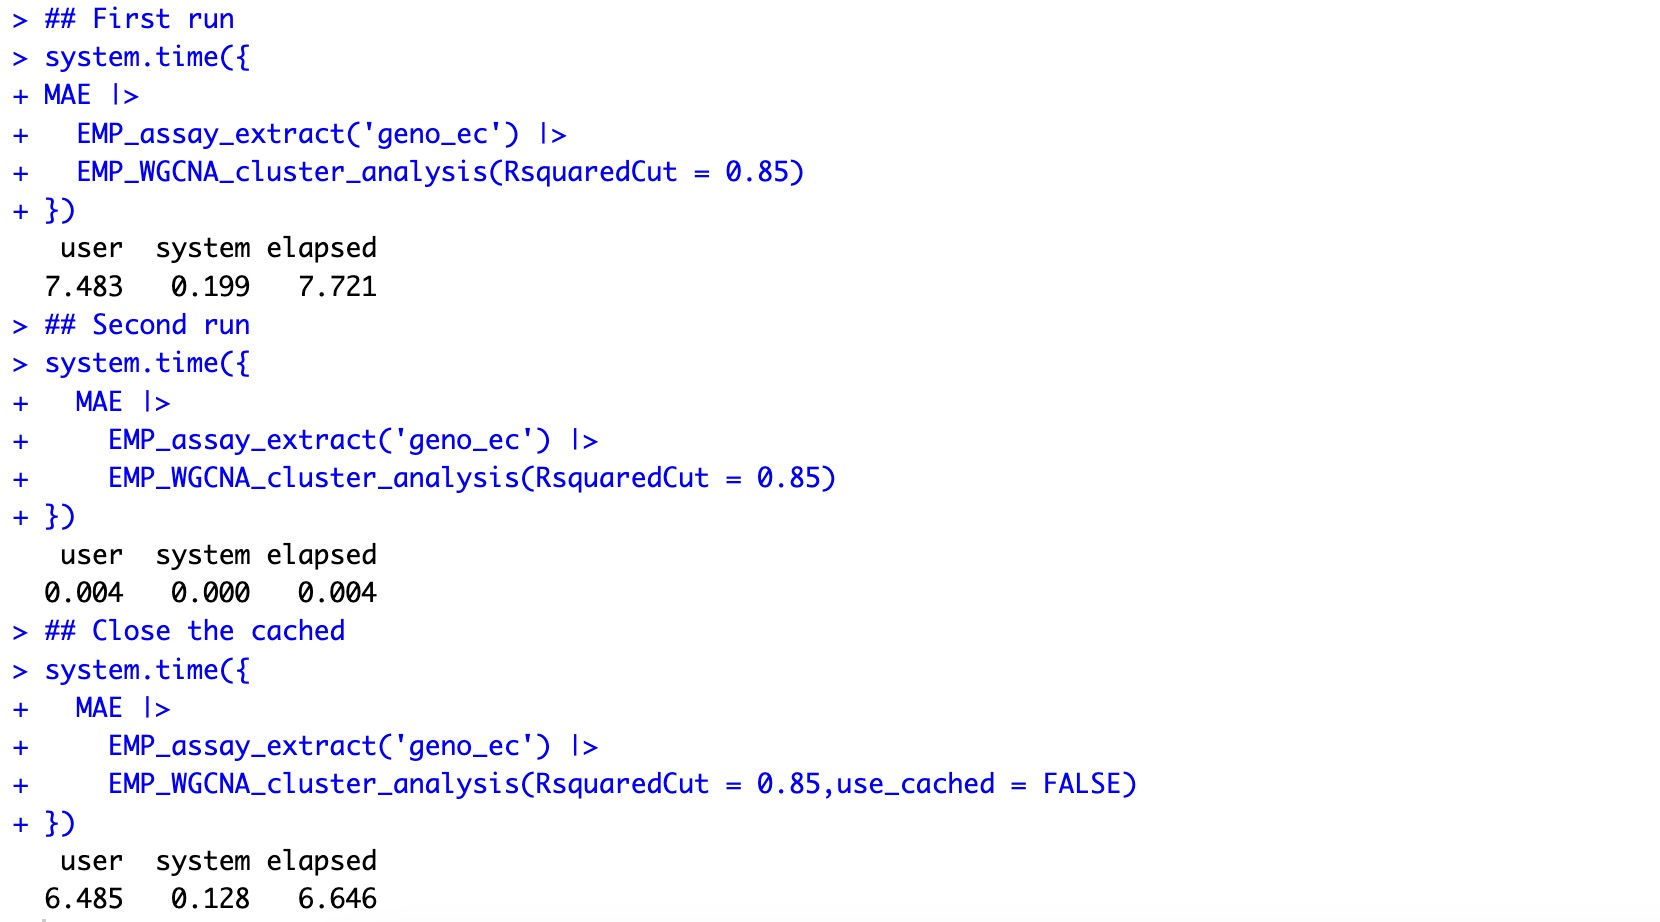 > ## First run
> system.time({
+ MAE |>
+   EMP_assay_extract('geno_ec') |>
+   EMP_WGCNA_cluster_analysis(RsquaredCut = 0.85)
+ })
   user  system elapsed
  7.483   0.199   7.721
> ## Second run
> system.time({
+   MAE |>
+     EMP_assay_extract('geno_ec') |>
+     EMP_WGCNA_cluster_analysis(RsquaredCut = 0.85)
+ })
   user  system elapsed
  0.004   0.000   0.004
> ## Close the cached
> system.time({
+   MAE |>
+     EMP_assay_extract('geno_ec') |>
+     EMP_WGCNA_cluster_analysis(RsquaredCut = 0.85,use_cached = FALSE)
+ })
   user  system elapsed
  6.485   0.128   6.646